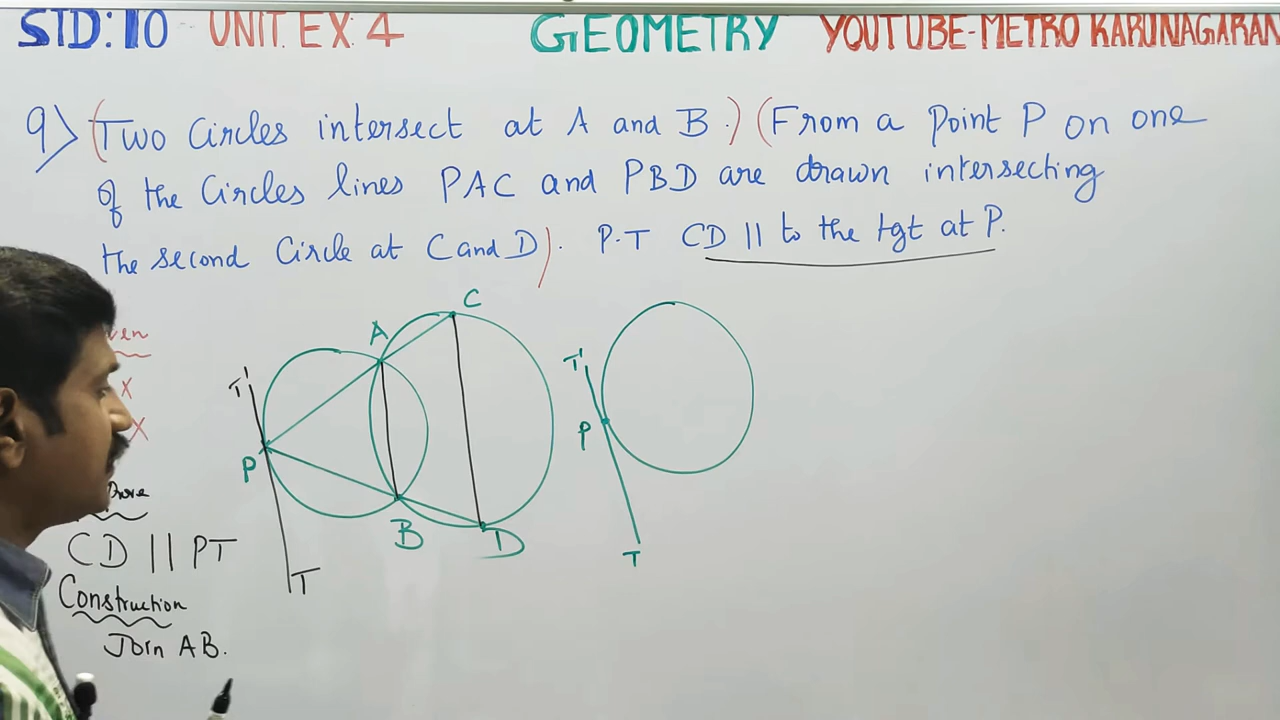 STD: 10 UNIT. EX. 4 GEOMETRY YOUTUBE-METRO KARUNAGARAN
9) (Two Circles intersect at A and B.) (From a Point P on one
of the Circles lines PAC and PBD are drawn intersecting
the second Circle at C and D). P.T CD || to the tgt at P.
C
A
T'
P
B
D
T
T'
P
T
X
X
CD || PT
Construction
Join AB.